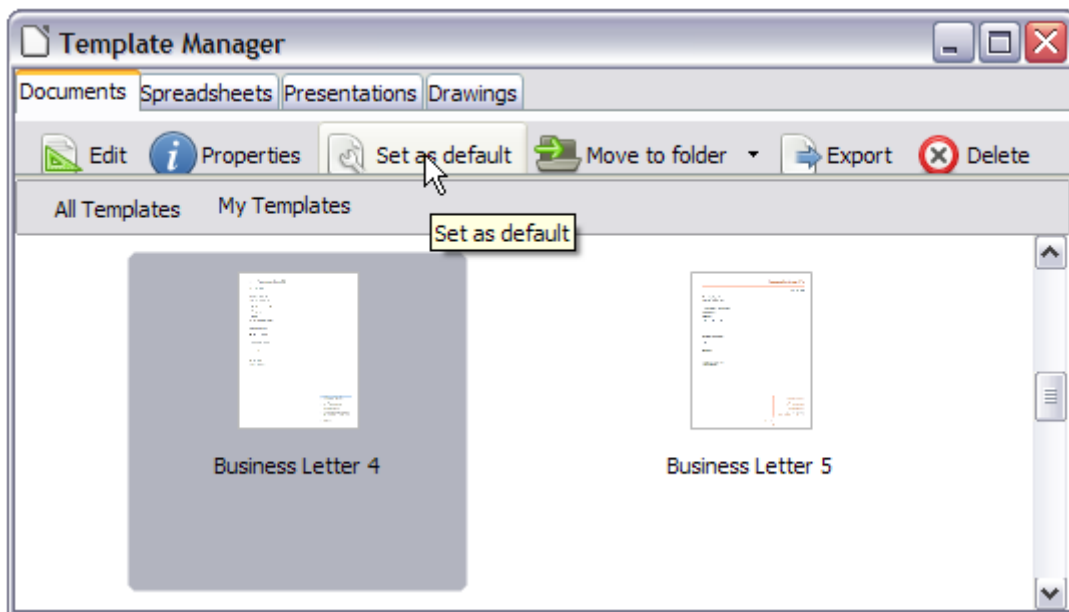 Template Manager
Documents Spreadsheets Presentations Drawings
Edit Properties Set as default Move to folder Export Delete
All Templates My Templates
Set as default
Business Letter 4 Business Letter 5